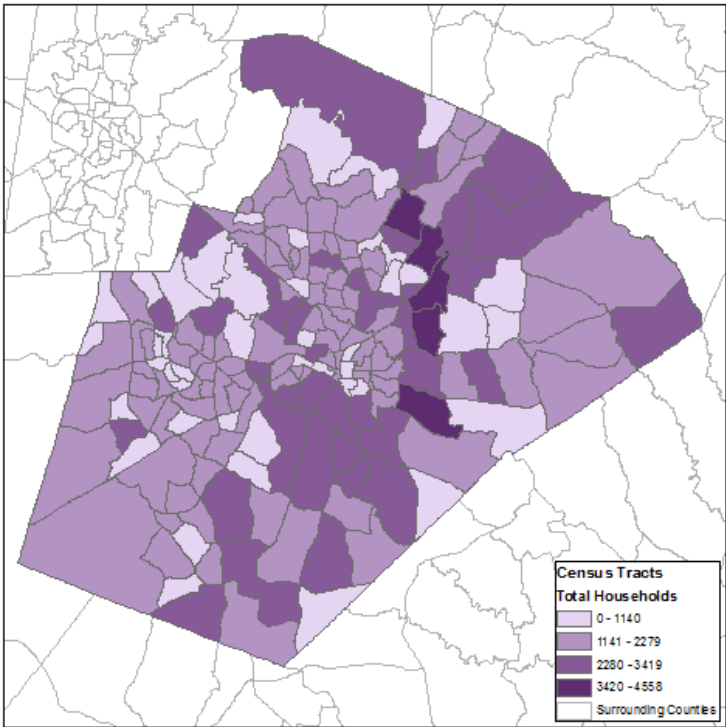 Census Tracts
Total Households
0 - 1140
1141 - 2279
2280 - 3419
3420 - 4558
Surrounding Counties